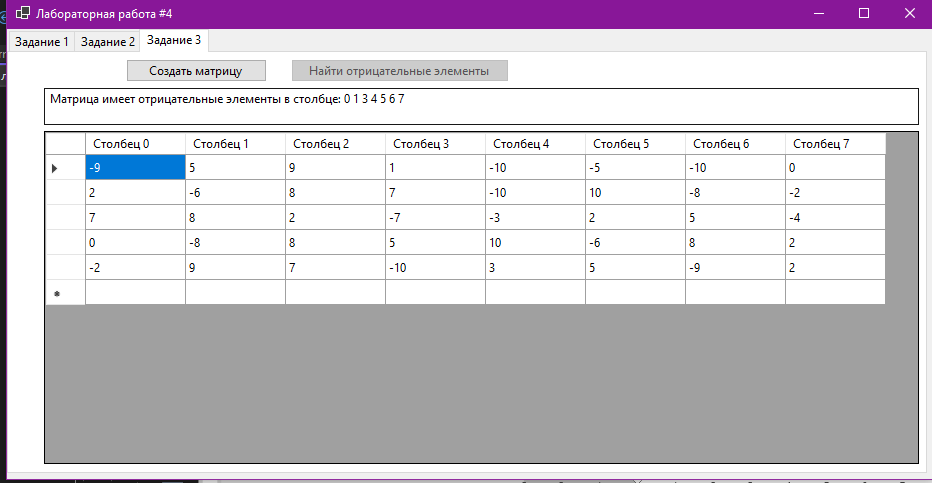 Лабораторная работа #4
Задание 1 Задание 2 Задание 3
Создать матрицу Найти отрицательные элементы
Матрица имеет отрицательные элементы в столбце: 0 1 3 4 5 6 7
Столбец 0 Столбец 1 Столбец 2 Столбец 3 Столбец 4 Столбец 5 Столбец 6 Столбец 7
-9 5 9 1 -10 -5 -10 0
2 -6 8 7 -10 10 -8 -2
7 8 2 -7 -3 2 5 -4
0 -8 8 5 10 -6 8 2
-2 9 7 -10 3 5 -9 2